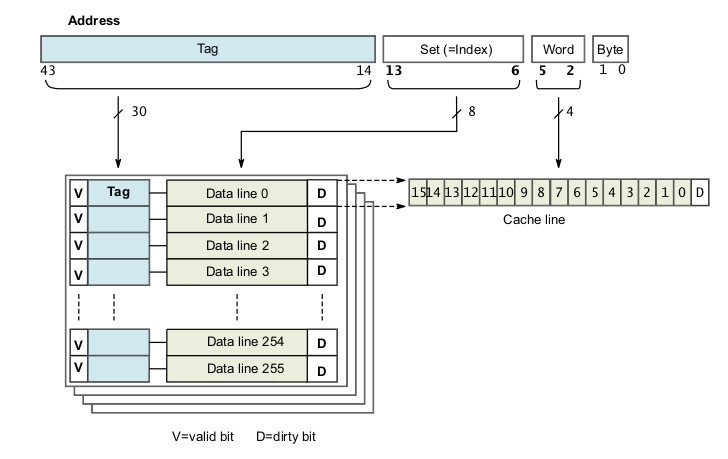 Address
Tag Set (=Index) Word Byte
43 14 13 6 5 2 1 0
30 8 4
V Tag Data line 0 D
15 14 13 12 11 10 9 8 7 6 5 4 3 2 1 0 D
V Data line 1 D
Cache line
V Data line 2 D
V Data line 3 D
V Data line 254 D
V Data line 255 D
V=valid bit D=dirty bit